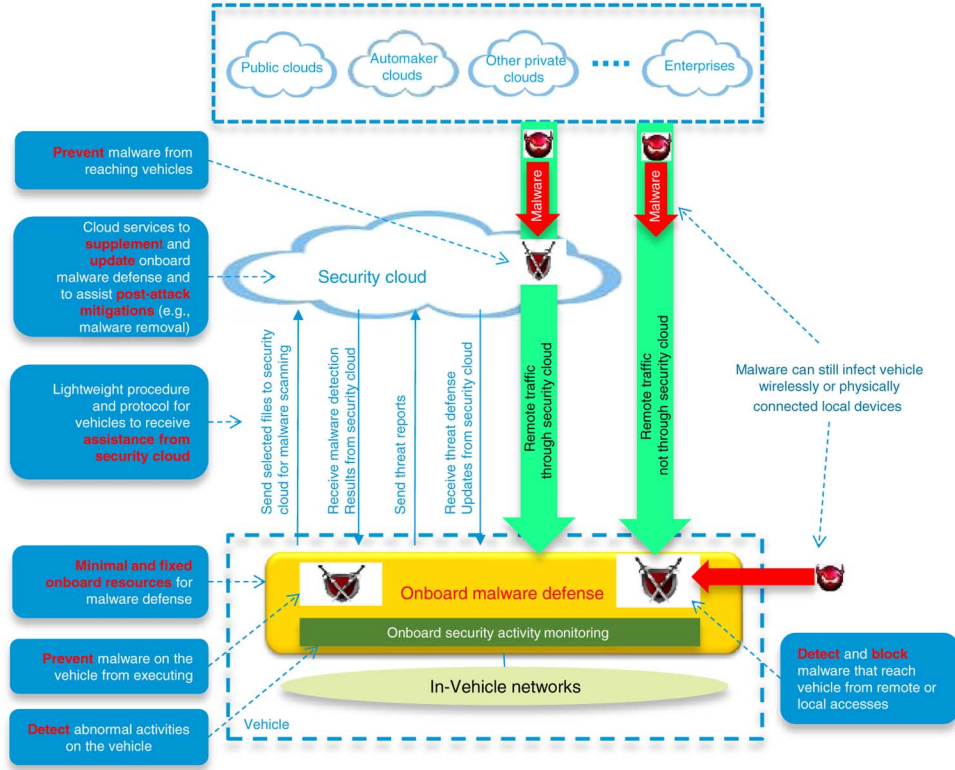 Public clouds
Automaker
clouds
Other private
clouds
Enterprises
Prevent malware from
reaching vehicles
Malware
Malware
Cloud services to
supplement and
update onboard
malware defense and
to assist post-attack
mitigations (e.g.,
malware removal)
Security cloud
Lightweight procedure
and protocol for
vehicles to receive
assistance from
security cloud
Send selected files to security
cloud for malware scanning
Receive malware detection
Results from security cloud
Send threat reports
Receive threat defense
Updates from security cloud
Remote traffic
through security cloud
Remote traffic
not through security cloud
Malware can still infect vehicle
wirelessly or physically
connected local devices
Minimal and fixed
onboard resources for
malware defense
Onboard malware defense
Onboard security activity monitoring
Prevent malware on the
vehicle from executing
In-Vehicle networks
Detect and block
malware that reach
vehicle from remote or
local accesses
Detect abnormal activities
on the vehicle
Vehicle